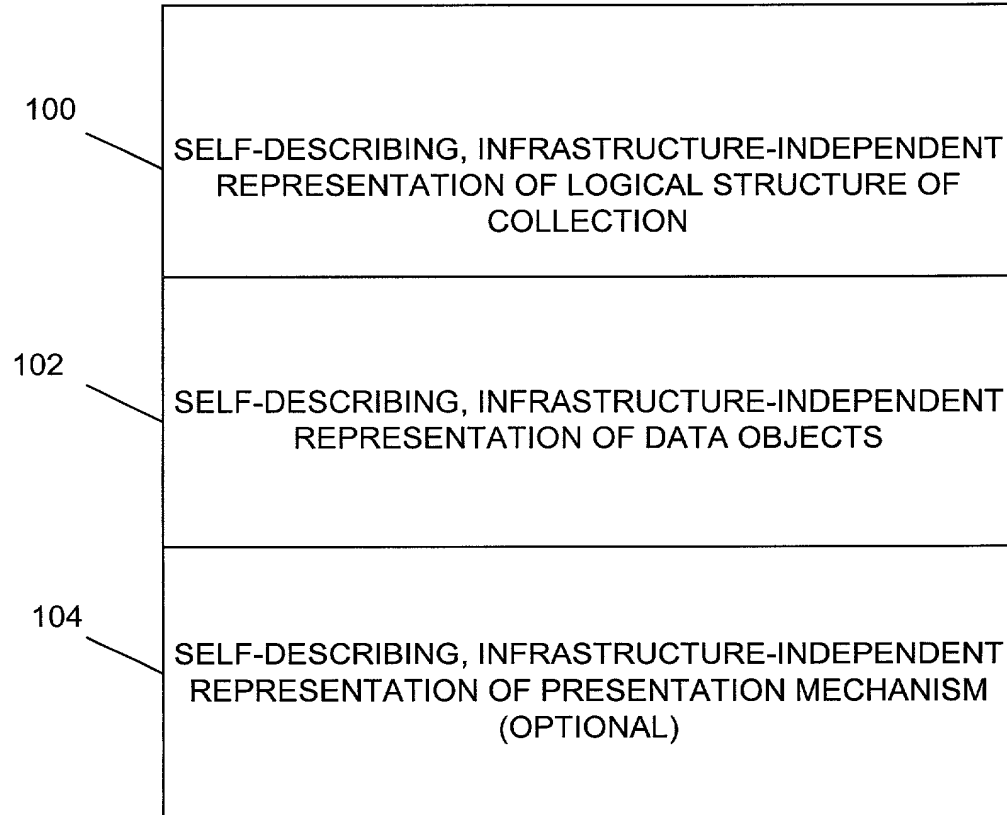 100
SELF-DESCRIBING, INFRASTRUCTURE-INDEPENDENT
REPRESENTATION OF LOGICAL STRUCTURE OF
COLLECTION
102
SELF-DESCRIBING, INFRASTRUCTURE-INDEPENDENT
REPRESENTATION OF DATA OBJECTS
104
SELF-DESCRIBING, INFRASTRUCTURE-INDEPENDENT
REPRESENTATION OF PRESENTATION MECHANISM
(OPTIONAL)